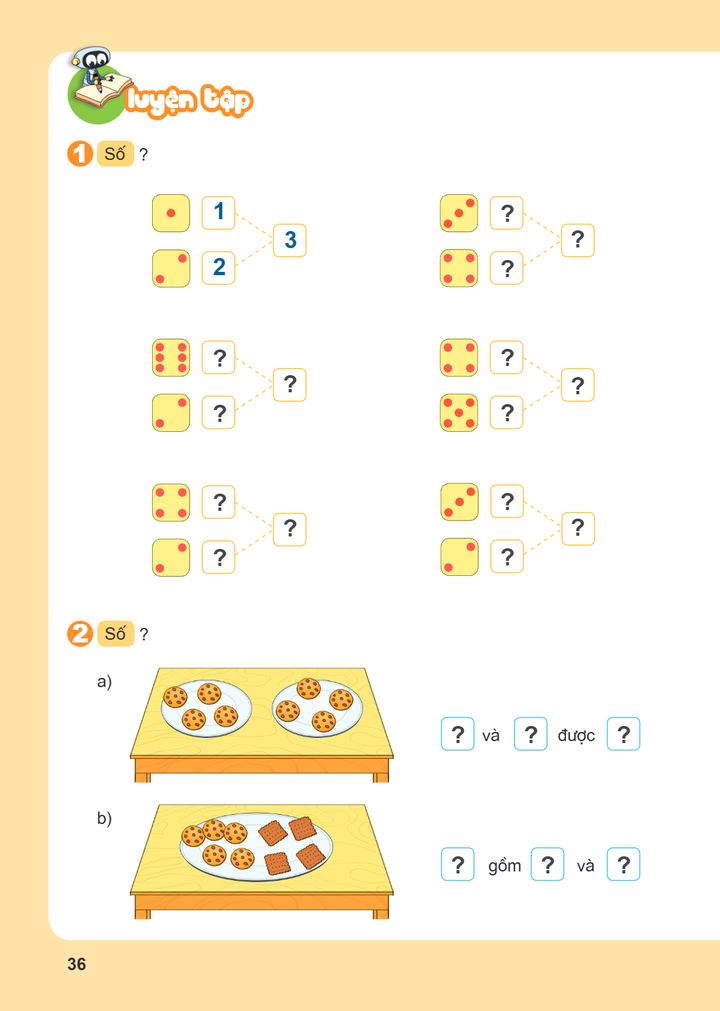 luyện tập
1 Số ?
1
3
2
? ?
?
? ?
? ?
?
? ?
? ?
?
? ?
2 Số ?
a)
? và ? được ?
b)
? gồm ? và ?
36